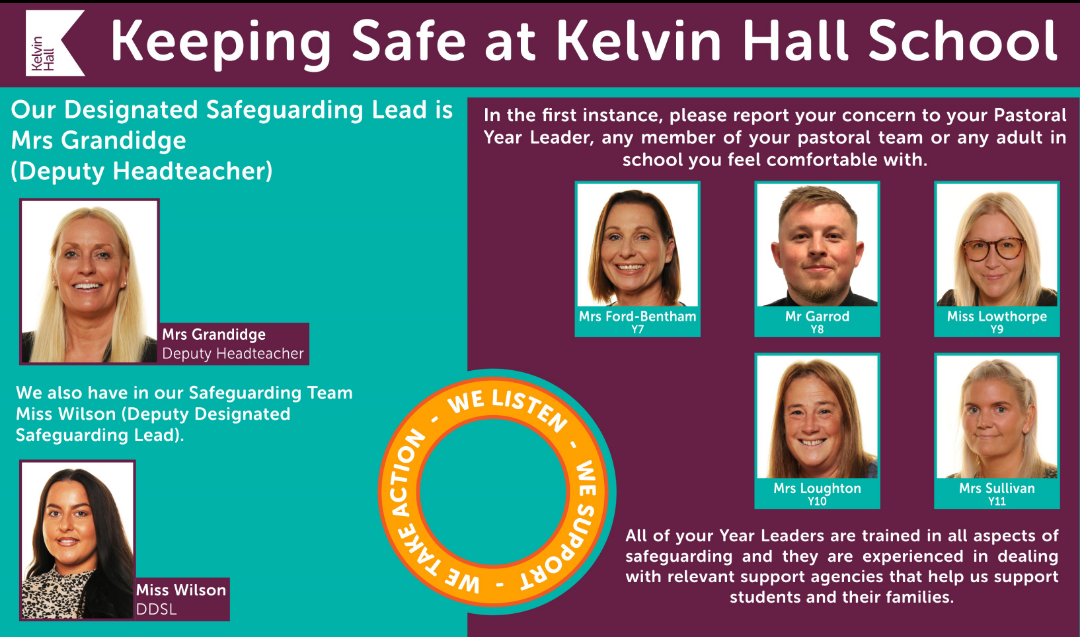 Kelvin
Hall
Keeping Safe at Kelvin Hall School
Our Designated Safeguarding Lead is
Mrs Grandidge
(Deputy Headteacher)
Mrs Grandidge
Deputy Headteacher
We also have in our Safeguarding Team
Miss Wilson (Deputy Designated
Safeguarding Lead).
Miss Wilson
DDSL
WE LISTEN - WE SUPPORT - WE TAKE ACTION -
In the first instance, please report your concern to your Pastoral
Year Leader, any member of your pastoral team or any adult in
school you feel comfortable with.
Mrs Ford-Bentham
Y7
Mr Garrod
Y8
Miss Lowthorpe
Y9
Mrs Loughton
Y10
Mrs Sullivan
Y11
All of your Year Leaders are trained in all aspects of
safeguarding and they are experienced in dealing
with relevant support agencies that help us support
students and their families.